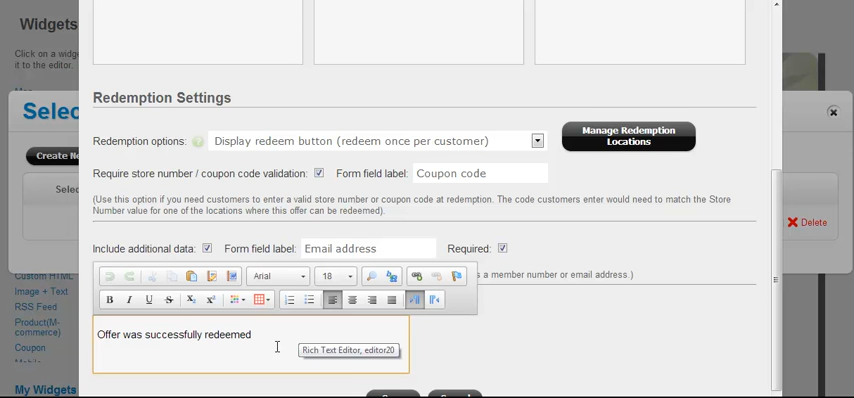 Widgets
Click on a widge
it to the editor.
Selec
Create Ne
Selec
Delete
Redemption Settings
Redemption options: Display redeem button (redeem once per customer)
Manage Redemption
Locations
Require store number / coupon code validation: Form field label: Coupon code
(Use this option if you need customers to enter a valid store number or coupon code at redemption. The code customers enter would need to match the Store
Number value for one of the locations where this offer can be redeemed).
Include additional data: Form field label: Email address Required:
s a member number or email address.)
Arial 18
B I U S X₂ X²
Offer was successfully redeemed
Rich Text Editor, editor20
Custom HTML
Image + Text
RSS Feed
Product(M-
commerce)
Coupon
My Widgets